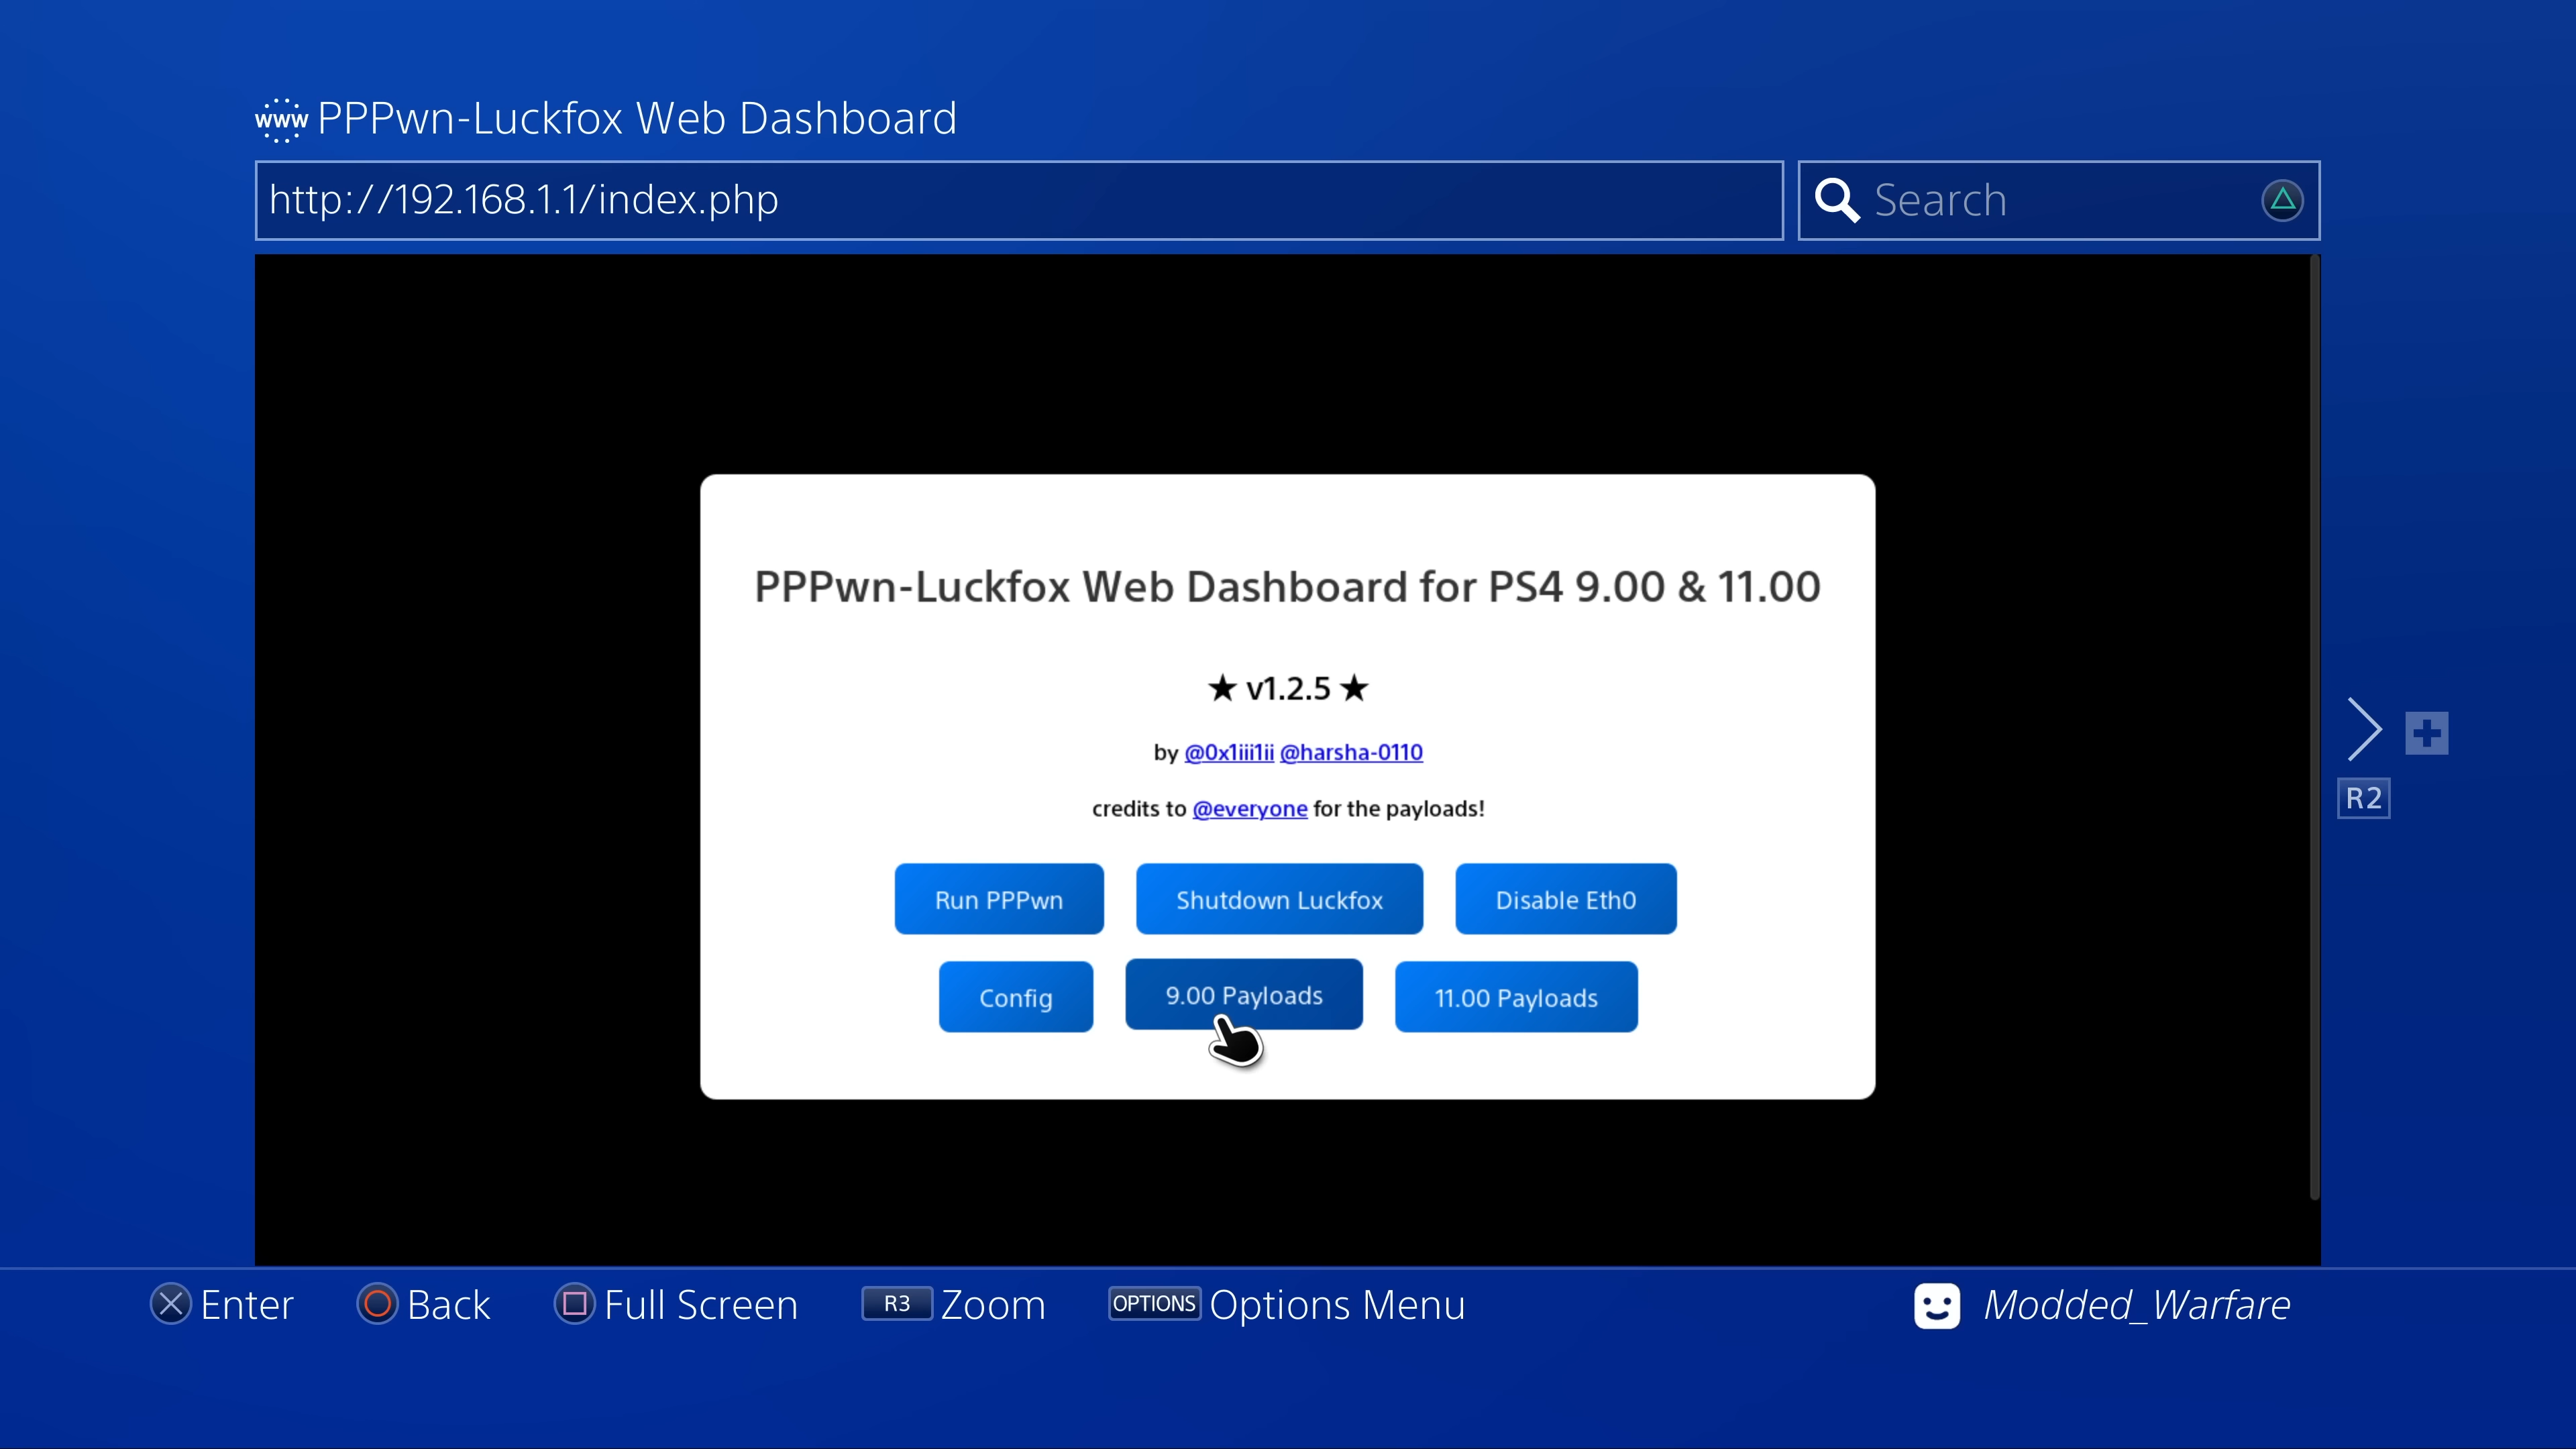 www PPPwn-Luckfox Web Dashboard
http://192.168.1.1/index.php
Search
PPPwn-Luckfox Web Dashboard for PS4 9.00 & 11.00
★ v1.2.5 ★
by @0x1iii1ii @harsha-0110
credits to @everyone for the payloads!
Run PPPwn Shutdown Luckfox Disable Eth0
Config 9.00 Payloads 11.00 Payloads
R2
Enter Back Full Screen R3 Zoom OPTIONS Options Menu Modded_Warfare